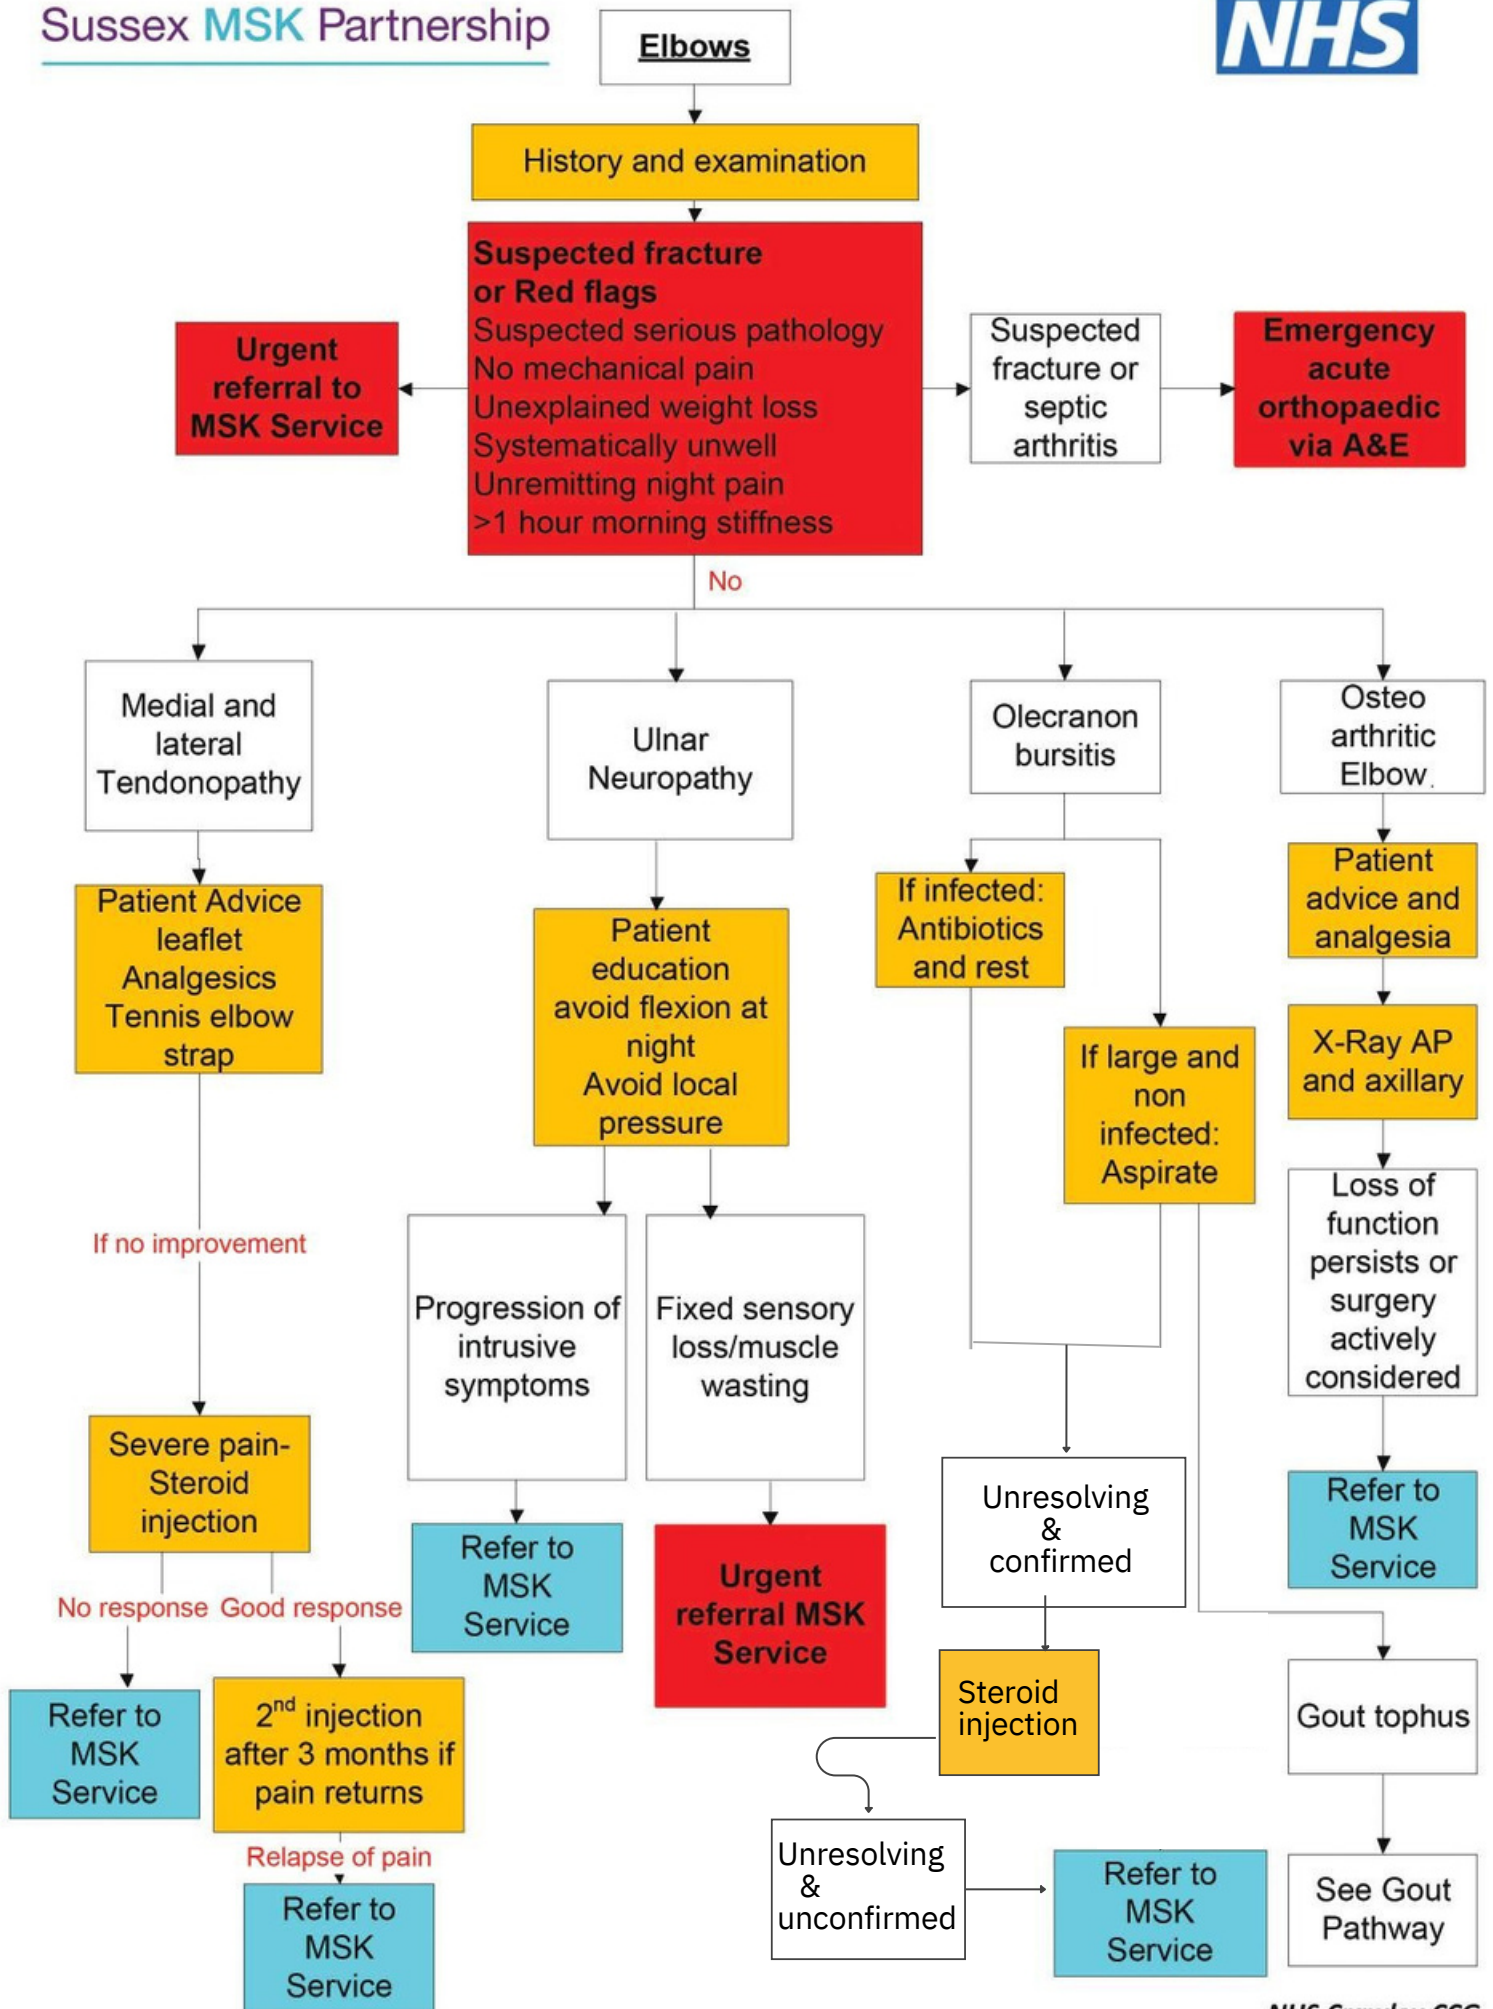 Sussex MSK Partnership
NHS
Elbows
History and examination
Suspected fracture
or Red flags
Suspected serious pathology
No mechanical pain
Unexplained weight loss
Systematically unwell
Unremitting night pain
>1 hour morning stiffness
Urgent
referral to
MSK Service
Suspected
fracture or
septic
arthritis
Emergency
acute
orthopaedic
via A&E
No
Medial and
lateral
Tendonopathy
Patient Advice
leaflet
Analgesics
Tennis elbow
strap
If no improvement
Severe pain-
Steroid
injection
No response
Good response
Refer to
MSK
Service
2nd injection
after 3 months if
pain returns
Relapse of pain
Refer to
MSK
Service
Ulnar
Neuropathy
Patient
education
avoid flexion at
night
Avoid local
pressure
Progression of
intrusive
symptoms
Refer to
MSK
Service
Fixed sensory
loss/muscle
wasting
Urgent
referral MSK
Service
Olecranon
bursitis
If infected:
Antibiotics
and rest
If large and
non
infected:
Aspirate
Unresolving
&
confirmed
Steroid
injection
Unresolving
&
unconfirmed
Refer to
MSK
Service
Osteo
arthritic
Elbow.
Patient
advice and
analgesia
X-Ray AP
and axillary
Loss of
function
persists or
surgery
actively
considered
Refer to
MSK
Service
Gout tophus
See Gout
Pathway
NHS Crawley CCG